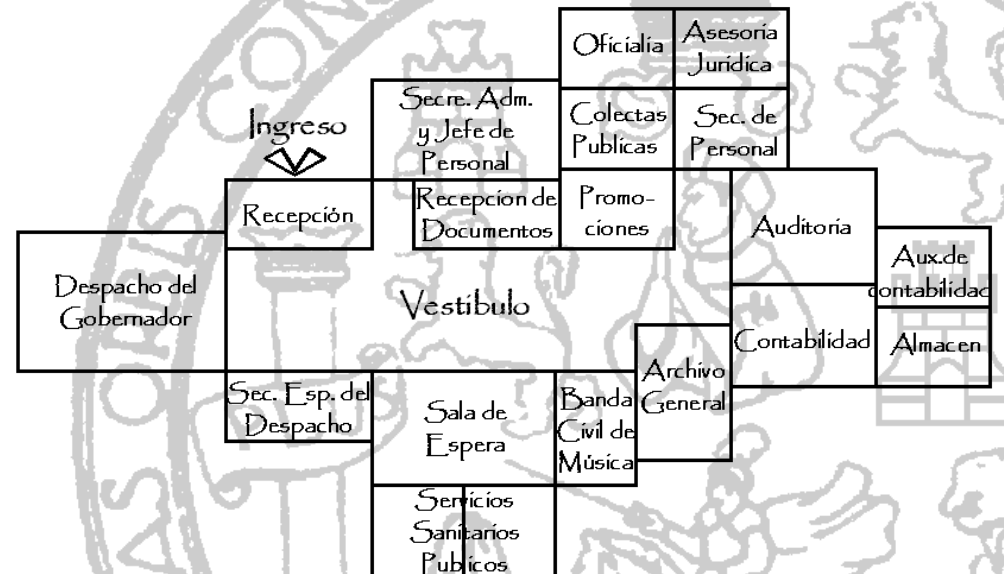 Oficialia
Asesoria
Juridica
Secre. Adm.
y Jefe de
Personal
Colectas
Publicas
Sec. de
Personal
Ingreso
Recepción
Recepcion de
Documentos
Promo-
ciones
Auditoria
Aux.de
contabilidad
Despacho del
Gobernador
Vestíbulo
Contabilidad
Almacen
Archivo
General
Sec. Esp. del
Despacho
Sala de
Espera
Banda
Civil de
Música
Servicios
Sanitarios
Publicos